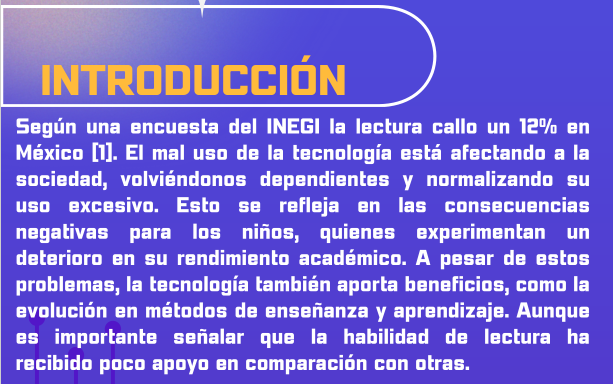 INTRODUCCIÓN
Según una encuesta del INEGI la lectura callo un 12% en
México [1]. El mal uso de la tecnología está afectando a la
sociedad, volviéndonos dependientes y normalizando su
uso excesivo. Esto se refleja en las consecuencias
negativas para los niños, quienes experimentan un
deterioro en su rendimiento académico. A pesar de estos
problemas, la tecnología también aporta beneficios, como la
evolución en métodos de enseñanza y aprendizaje. Aunque
es importante señalar que la habilidad de lectura ha
recibido poco apoyo en comparación con otras.